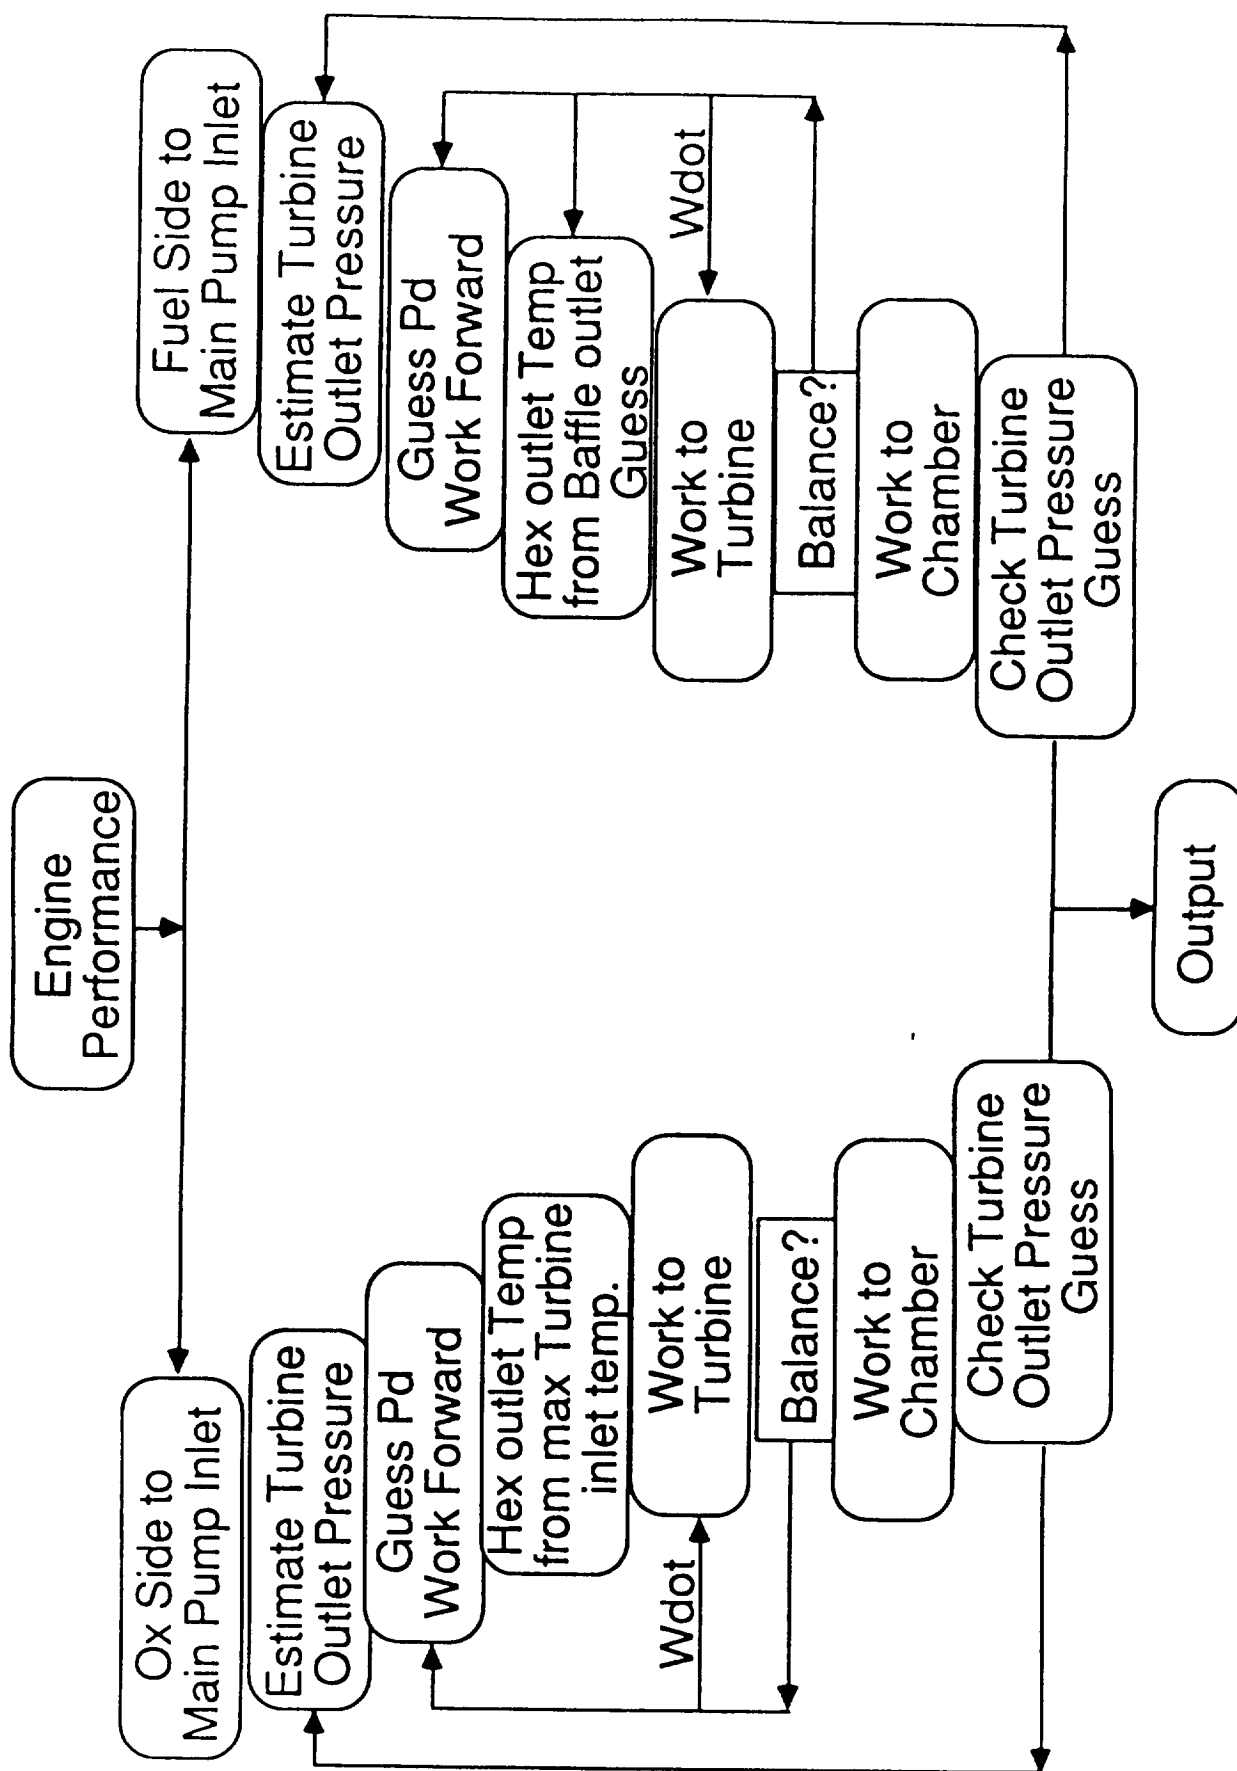 Engine
Performance
Ox Side to
Main Pump Inlet
Estimate Turbine
Outlet Pressure
Guess Pd
Work Forward
Hex outlet Temp
from max Turbine
inlet temp.
Wdot
Work to
Turbine
Balance?
Work to
Chamber
Check Turbine
Outlet Pressure
Guess
Fuel Side to
Main Pump Inlet
Estimate Turbine
Outlet Pressure
Guess Pd
Work Forward
Hex outlet Temp
from Baffle outlet
Guess
Wdot
Work to
Turbine
Balance?
Work to
Chamber
Check Turbine
Outlet Pressure
Guess
Output